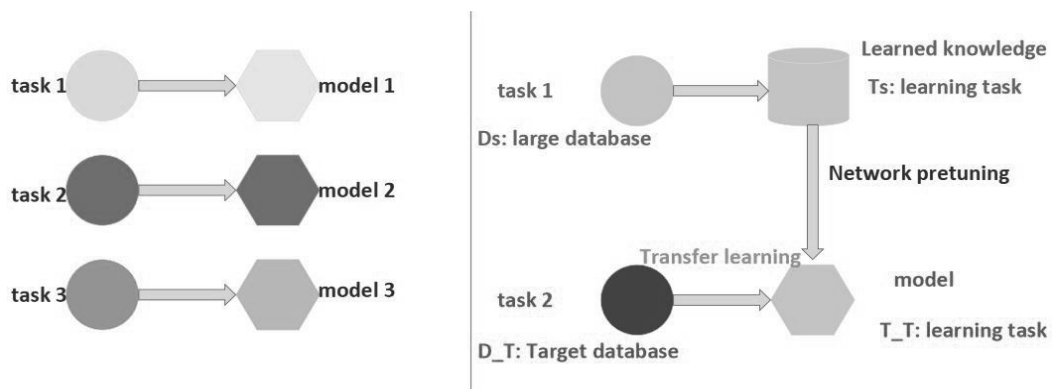 task 1
model 1
task 2
model 2
task 3
model 3
Learned knowledge
task 1
Ts: learning task
Ds: large database
Network pretuning
Transfer learning
model
task 2
T_T: learning task
D_T: Target database